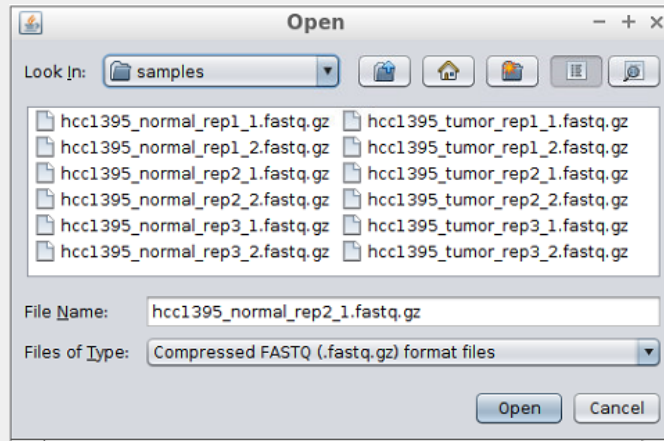 Open
Look In: samples
hcc1395_normal_rep1_1.fastq.gz hcc1395_tumor_rep1_1.fastq.gz
hcc1395_normal_rep1_2.fastq.gz hcc1395_tumor_rep1_2.fastq.gz
hcc1395_normal_rep2_1.fastq.gz hcc1395_tumor_rep2_1.fastq.gz
hcc1395_normal_rep2_2.fastq.gz hcc1395_tumor_rep2_2.fastq.gz
hcc1395_normal_rep3_1.fastq.gz hcc1395_tumor_rep3_1.fastq.gz
hcc1395_normal_rep3_2.fastq.gz hcc1395_tumor_rep3_2.fastq.gz
File Name: hcc1395_normal_rep2_1.fastq.gz
Files of Type: Compressed FASTQ (.fastq.gz) format files
Open Cancel